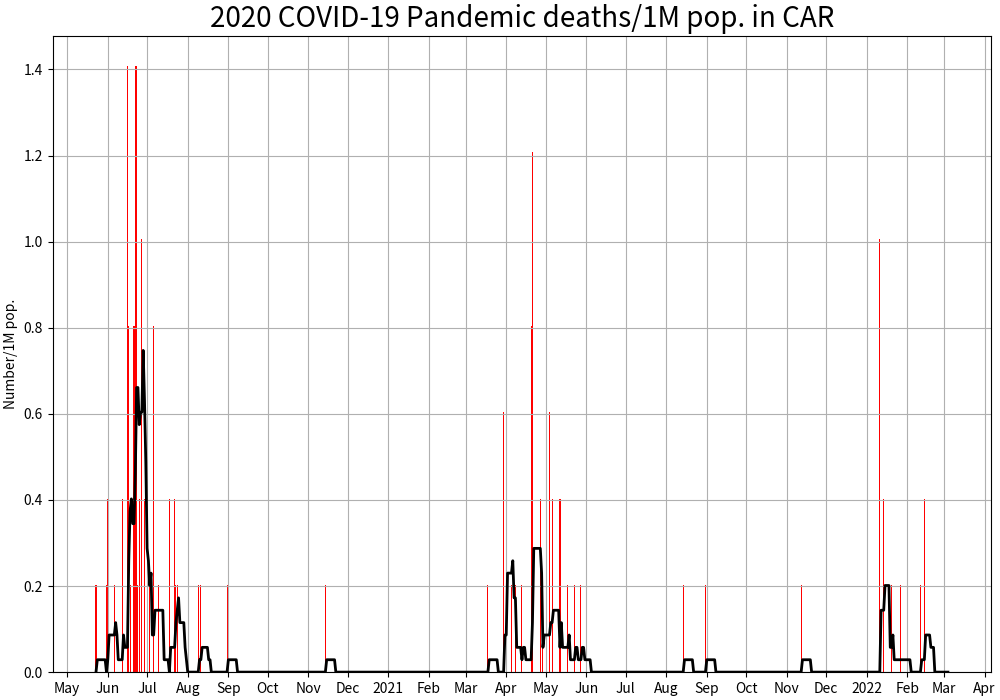 2020 COVID-19 Pandemic deaths/1M pop. in CAR
Number/1M pop.
1.4
1.2
1.0
0.8
0.6
0.4
0.2
0.0
May Jun Jul Aug Sep Oct Nov Dec 2021 Feb Mar Apr May Jun Jul Aug Sep Oct Nov Dec 2022 Feb Mar Apr